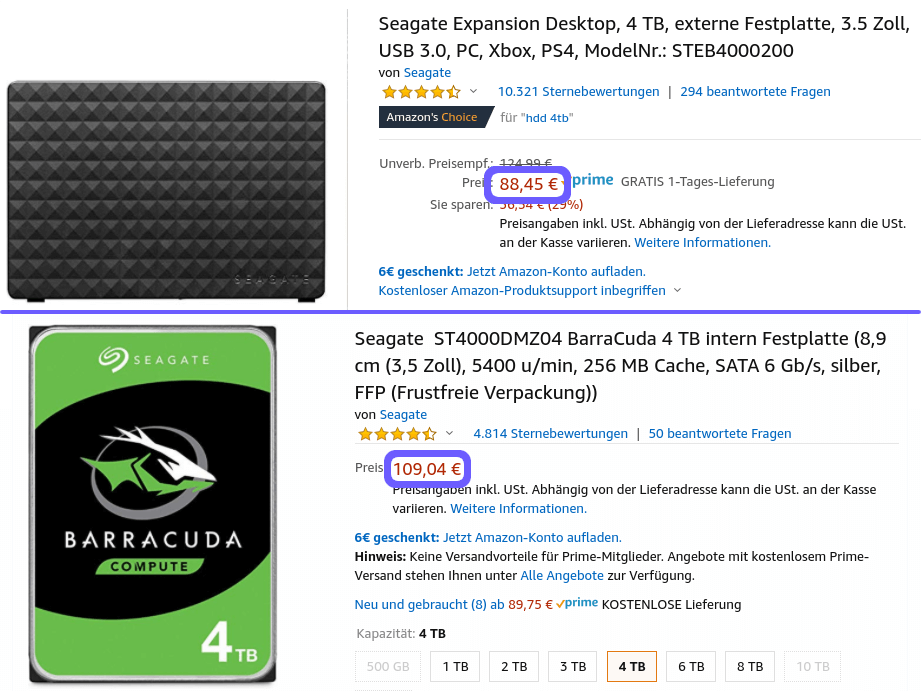 Seagate Expansion Desktop, 4 TB, externe Festplatte, 3.5 Zoll,
USB 3.0, PC, Xbox, PS4, ModelNr.: STEB4000200
von Seagate
10.321 Sternebewertungen | 294 beantwortete Fragen
Amazon's Choice für "hdd 4tb"
Unverb. Preisempf.: 124,99 €
Preis: 88,45 € prime GRATIS 1-Tages-Lieferung
Sie sparen: 36,54 € (29%)
Preisangaben inkl. USt. Abhängig von der Lieferadresse kann die USt.
an der Kasse variieren. Weitere Informationen.
6€ geschenkt: Jetzt Amazon-Konto aufladen.
Kostenloser Amazon-Produktsupport inbegriffen
SEAGATE
SEAGATE
BARRACUDA
COMPUTE
4 TB
Seagate ST4000DMZ04 BarraCuda 4 TB intern Festplatte (8,9
cm (3,5 Zoll), 5400 u/min, 256 MB Cache, SATA 6 Gb/s, silber,
FFP (Frustfreie Verpackung))
von Seagate
4.814 Sternebewertungen | 50 beantwortete Fragen
Preis 109,04 €
Preisangaben inkl. USt. Abhängig von der Lieferadresse kann die USt. an der Kasse
variieren. Weitere Informationen.
6€ geschenkt: Jetzt Amazon-Konto aufladen.
Hinweis: Keine Versandvorteile für Prime-Mitglieder. Angebote mit kostenlosem Prime-
Versand stehen Ihnen unter Alle Angebote zur Verfügung.
Neu und gebraucht (8) ab 89,75 € prime KOSTENLOSE Lieferung
Kapazität: 4 TB
500 GB 1 TB 2 TB 3 TB 4 TB 6 TB 8 TB 10 TB